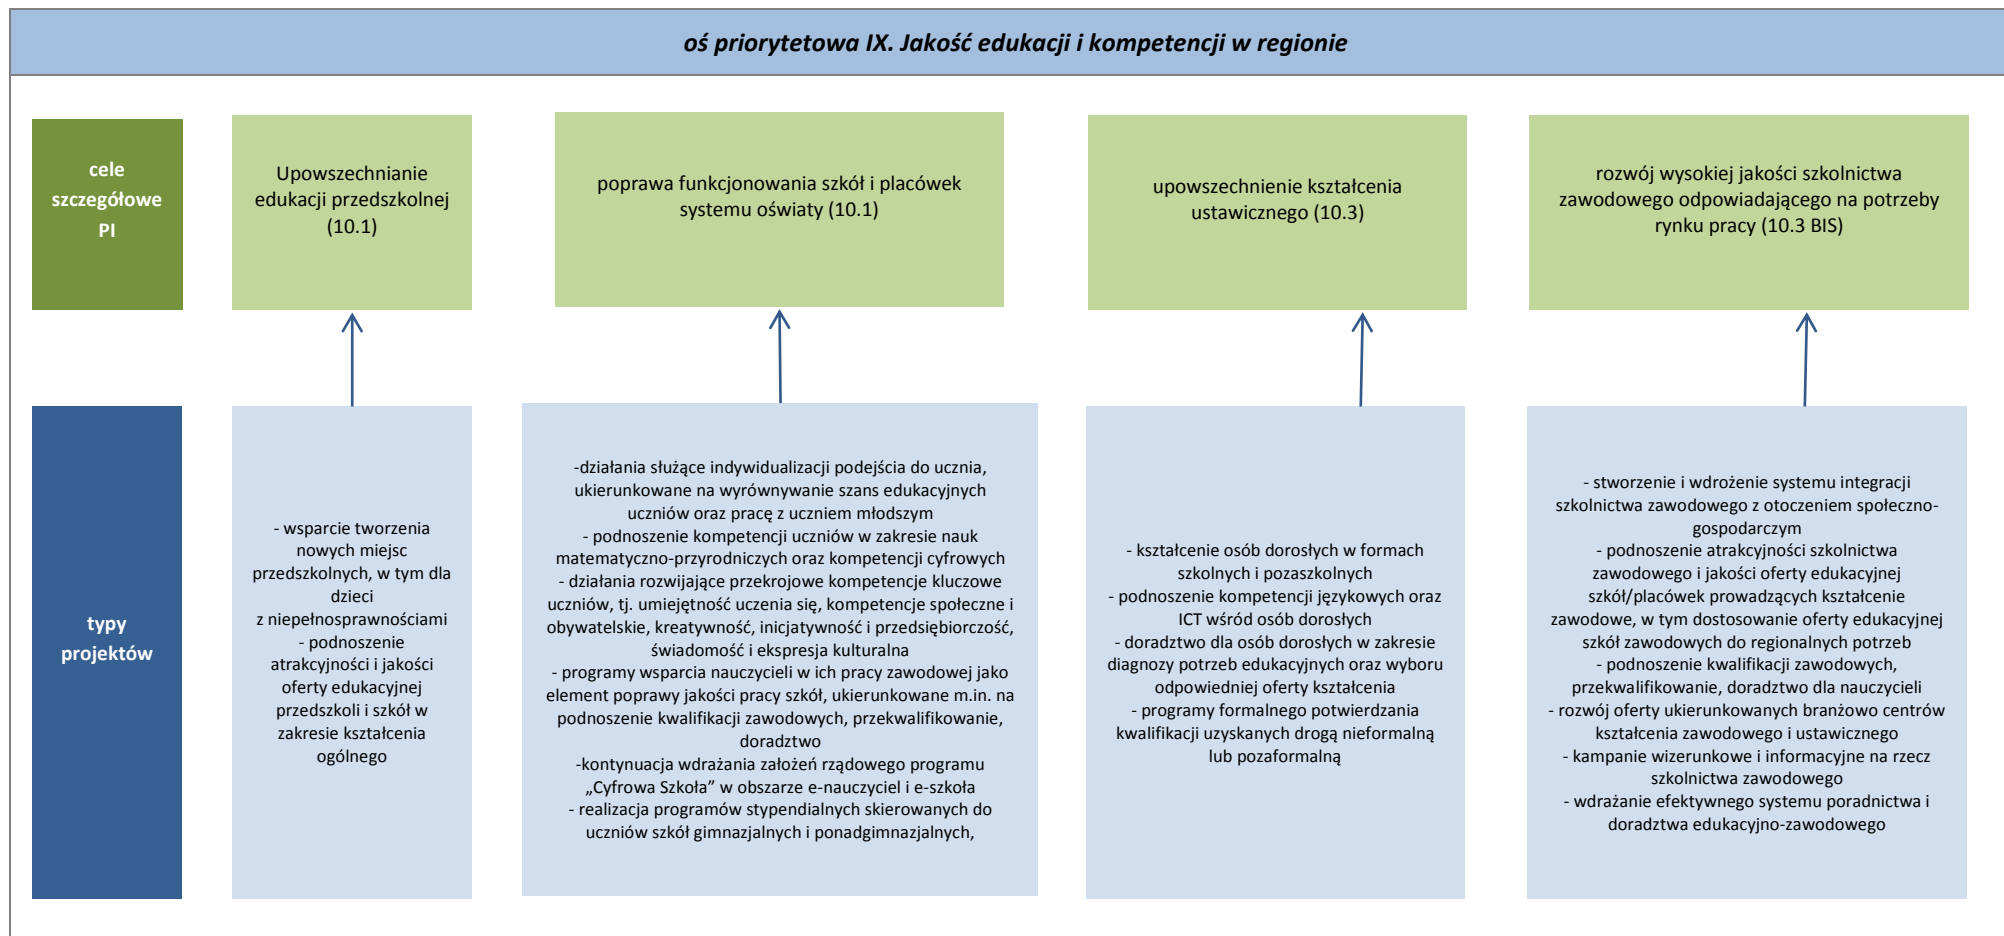 oś priorytetowa IX. Jakość edukacji i kompetencji w regionie
cele
szczegółowe
PI
Upowszechnianie
edukacji przedszkolnej
(10.1)
poprawa funkcjonowania szkół i placówek
systemu oświaty (10.1)
upowszechnienie kształcenia
ustawicznego (10.3)
rozwój wysokiej jakości szkolnictwa
zawodowego odpowiadającego na potrzeby
rynku pracy (10.3 BIS)
typy
projektów
- wsparcie tworzenia
nowych miejsc
przedszkolnych, w tym dla
dzieci
z niepełnosprawnościami
- podnoszenie
atrakcyjności i jakości
oferty edukacyjnej
przedszkoli i szkół w
zakresie kształcenia
ogólnego
-działania służące indywidualizacji podejścia do ucznia,
ukierunkowane na wyrównywanie szans edukacyjnych
uczniów oraz pracę z uczniem młodszym
- podnoszenie kompetencji uczniów w zakresie nauk
matematyczno-przyrodniczych oraz kompetencji cyfrowych
- działania rozwijające przekrojowe kompetencje kluczowe
uczniów, tj. umiejętność uczenia się, kompetencje społeczne i
obywatelskie, kreatywność, inicjatywność i przedsiębiorczość,
świadomość i ekspresja kulturalna
- programy wsparcia nauczycieli w ich pracy zawodowej jako
element poprawy jakości pracy szkół, ukierunkowane m.in. na
podnoszenie kwalifikacji zawodowych, przekwalifikowanie,
doradztwo
-kontynuacja wdrażania założeń rządowego programu
„Cyfrowa Szkoła” w obszarze e-nauczyciel i e-szkoła
- realizacja programów stypendialnych skierowanych do
uczniów szkół gimnazjalnych i ponadgimnazjalnych,
- kształcenie osób dorosłych w formach
szkolnych i pozaszkolnych
- podnoszenie kompetencji językowych oraz
ICT wśród osób dorosłych
- doradztwo dla osób dorosłych w zakresie
diagnozy potrzeb edukacyjnych oraz wyboru
odpowiedniej oferty kształcenia
- programy formalnego potwierdzania
kwalifikacji uzyskanych drogą nieformalną
lub pozaformalną
- stworzenie i wdrożenie systemu integracji
szkolnictwa zawodowego z otoczeniem społeczno-
gospodarczym
- podnoszenie atrakcyjności szkolnictwa
zawodowego i jakości oferty edukacyjnej
szkół/placówek prowadzących kształcenie
zawodowe, w tym dostosowanie oferty edukacyjnej
szkół zawodowych do regionalnych potrzeb
- podnoszenie kwalifikacji zawodowych,
przekwalifikowanie, doradztwo dla nauczycieli
- rozwój oferty ukierunkowanych branżowo centrów
kształcenia zawodowego i ustawicznego
- kampanie wizerunkowe i informacyjne na rzecz
szkolnictwa zawodowego
- wdrażanie efektywnego systemu poradnictwa i
doradztwa edukacyjno-zawodowego